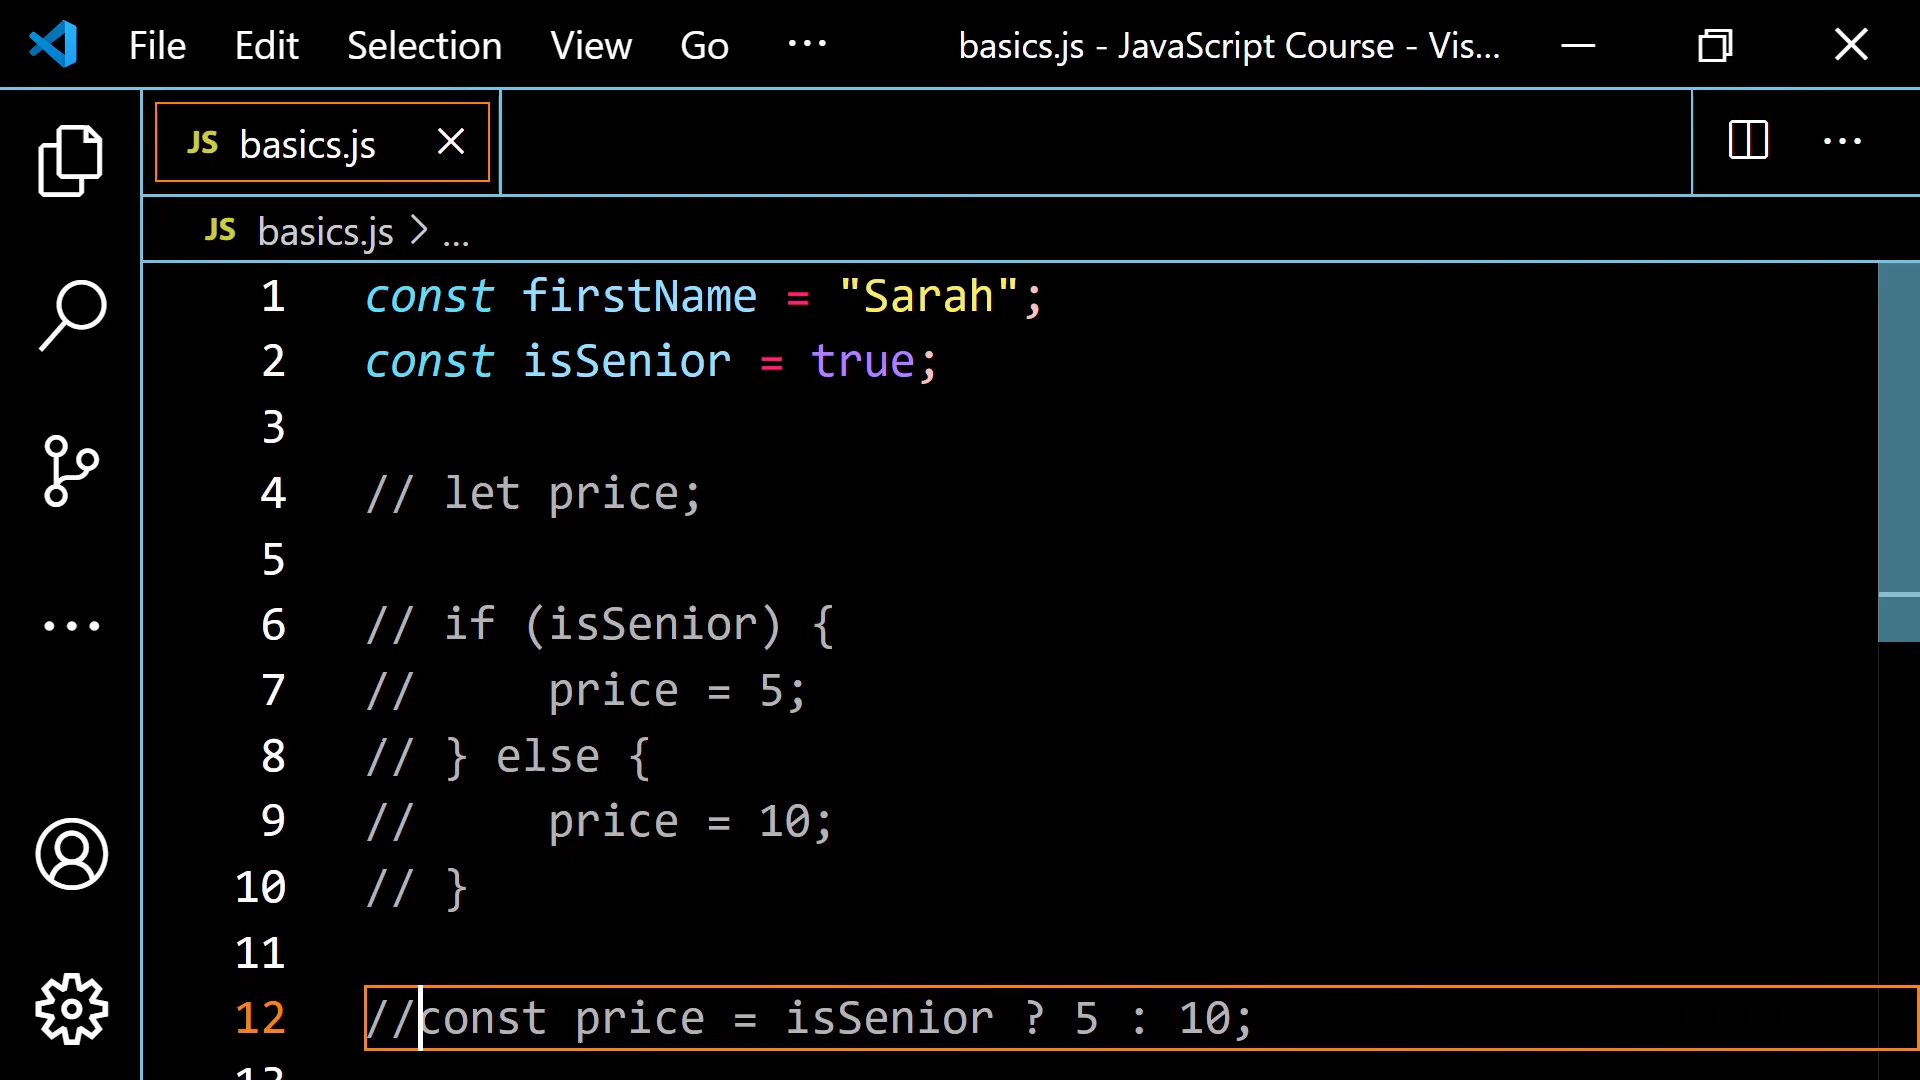 File Edit Selection View Go ... basics.js - JavaScript Course - Vis...
JS basics.js
JS basics.js > ...
1 const firstName = "Sarah";
2 const isSenior = true;
3
4 // let price;
5
6 // if (isSenior) {
7 //     price = 5;
8 // } else {
9 //     price = 10;
10 // }
11
12 //const price = isSenior ? 5 : 10;